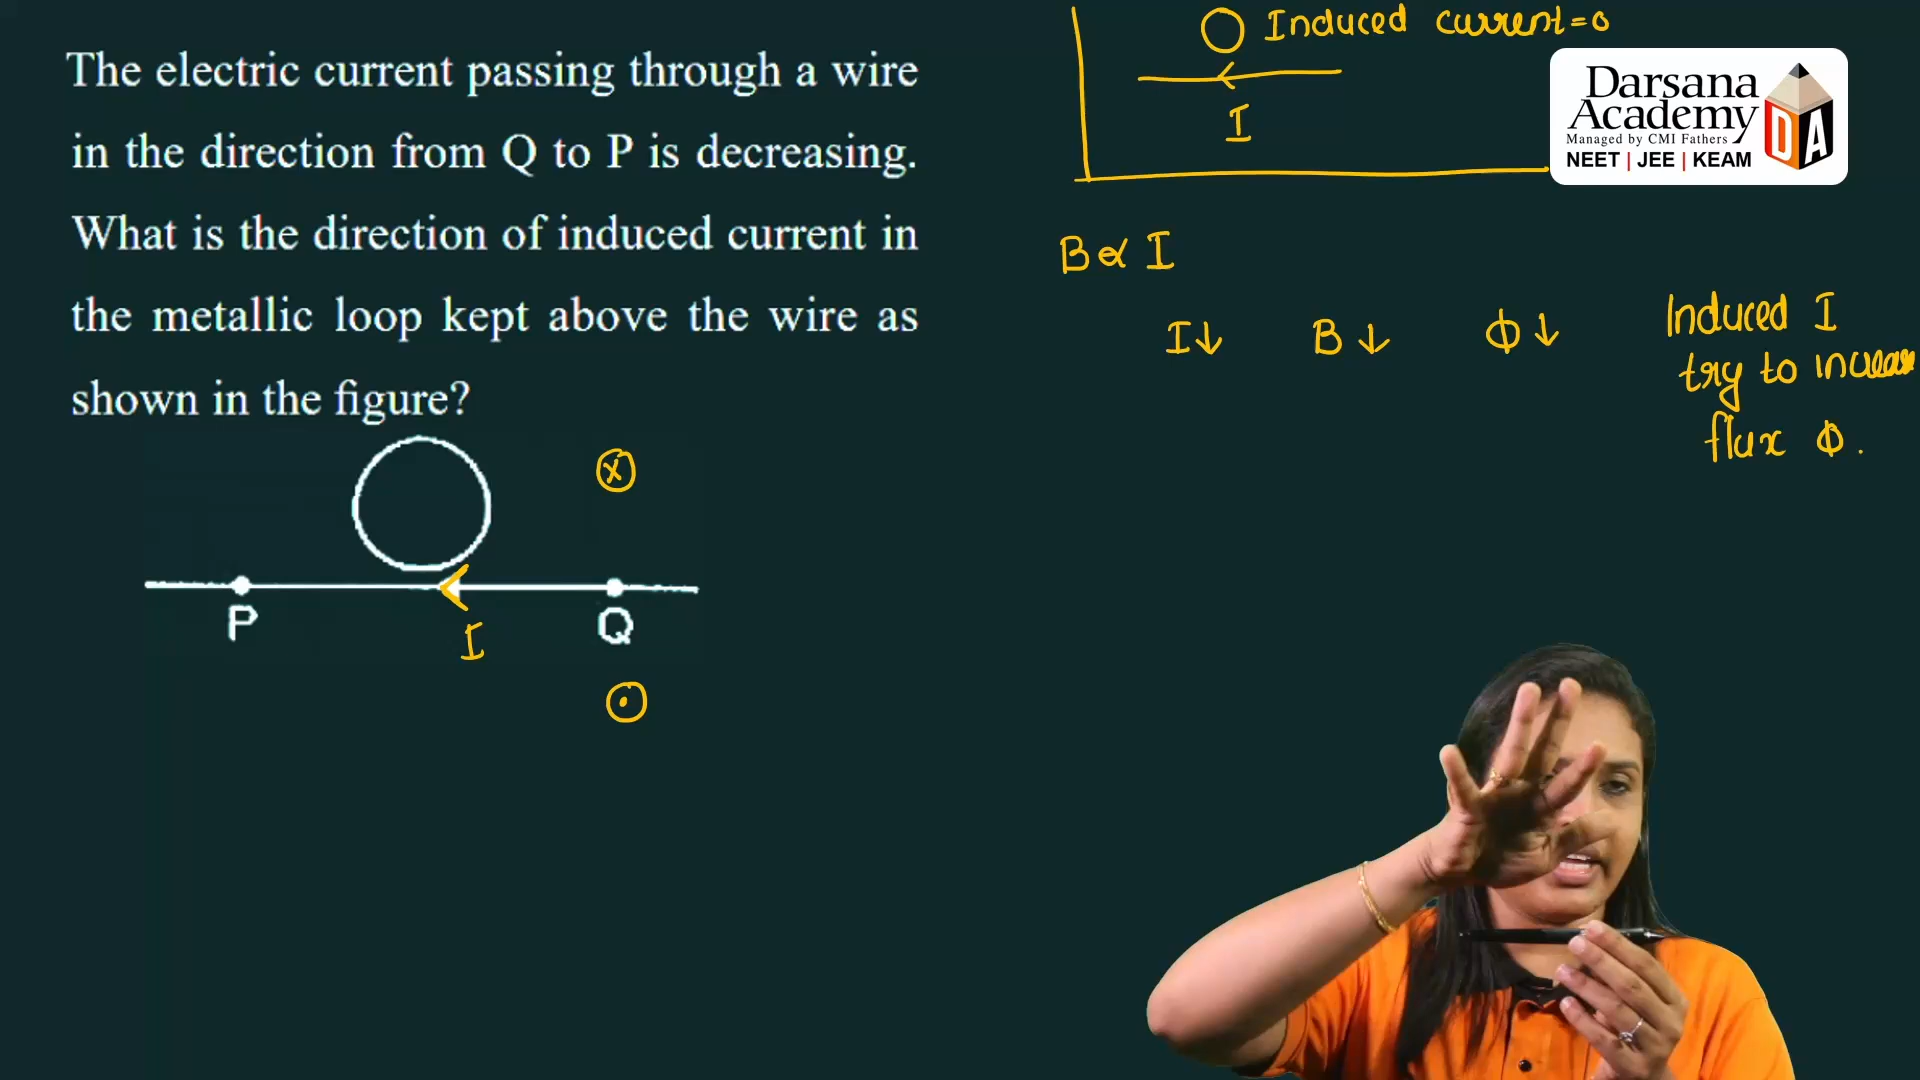 The electric current passing through a wire
in the direction from Q to P is decreasing.
What is the direction of induced current in
the metallic loop kept above the wire as
shown in the figure?
P
I
Q
Induced current=0
I
Darsana
Academy
Managed by CMI Fathers
NEET | JEE | KEAM
DA
B∝I
I↓ B↓ Φ↓
Induced I
try to increase
flux Φ.